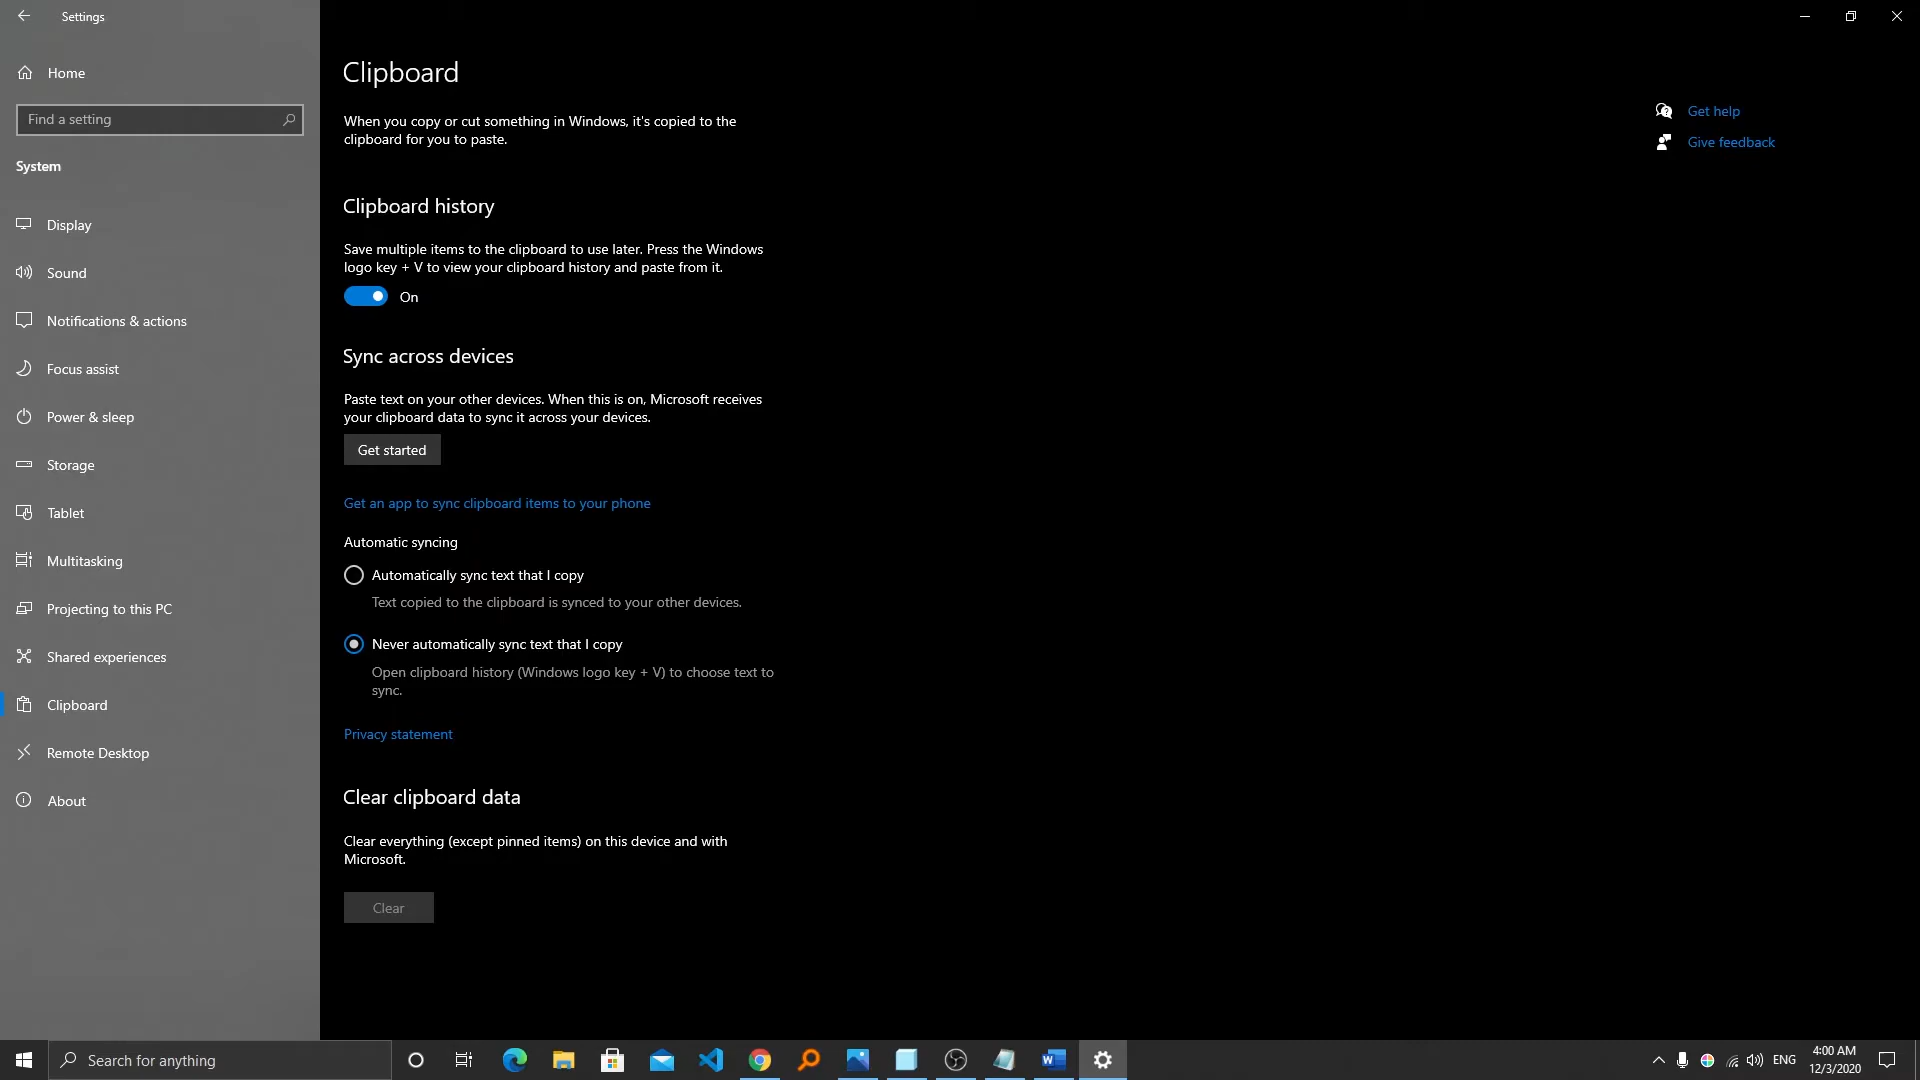 Settings
Home
Find a setting
System
Display
Sound
Notifications & actions
Focus assist
Power & sleep
Storage
Tablet
Multitasking
Projecting to this PC
Shared experiences
Clipboard
Remote Desktop
About
Clipboard
When you copy or cut something in Windows, it's copied to the
clipboard for you to paste.
Clipboard history
Save multiple items to the clipboard to use later. Press the Windows
logo key + V to view your clipboard history and paste from it.
On
Sync across devices
Paste text on your other devices. When this is on, Microsoft receives
your clipboard data to sync it across your devices.
Get started
Get an app to sync clipboard items to your phone
Automatic syncing
Automatically sync text that I copy
Text copied to the clipboard is synced to your other devices.
Never automatically sync text that I copy
Open clipboard history (Windows logo key + V) to choose text to
sync.
Privacy statement
Clear clipboard data
Clear everything (except pinned items) on this device and with
Microsoft.
Clear
Get help
Give feedback
Search for anything
ENG
4:00 AM
12/3/2020